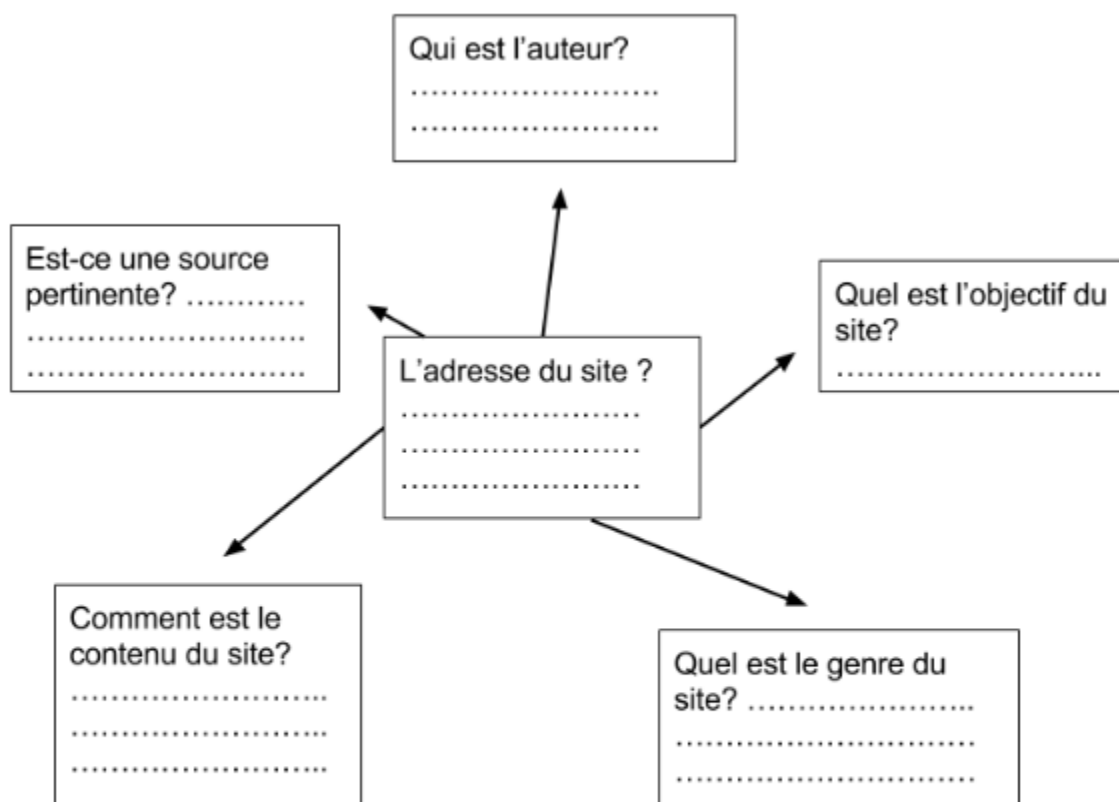 Qui est l'auteur?
................................
................................
Est-ce une source
pertinente? ..............
................................
................................
Quel est l'objectif du
site?
................................
L'adresse du site ?
................................
................................
................................
Comment est le
contenu du site?
................................
................................
................................
Quel est le genre du
site? ..........................
................................
................................